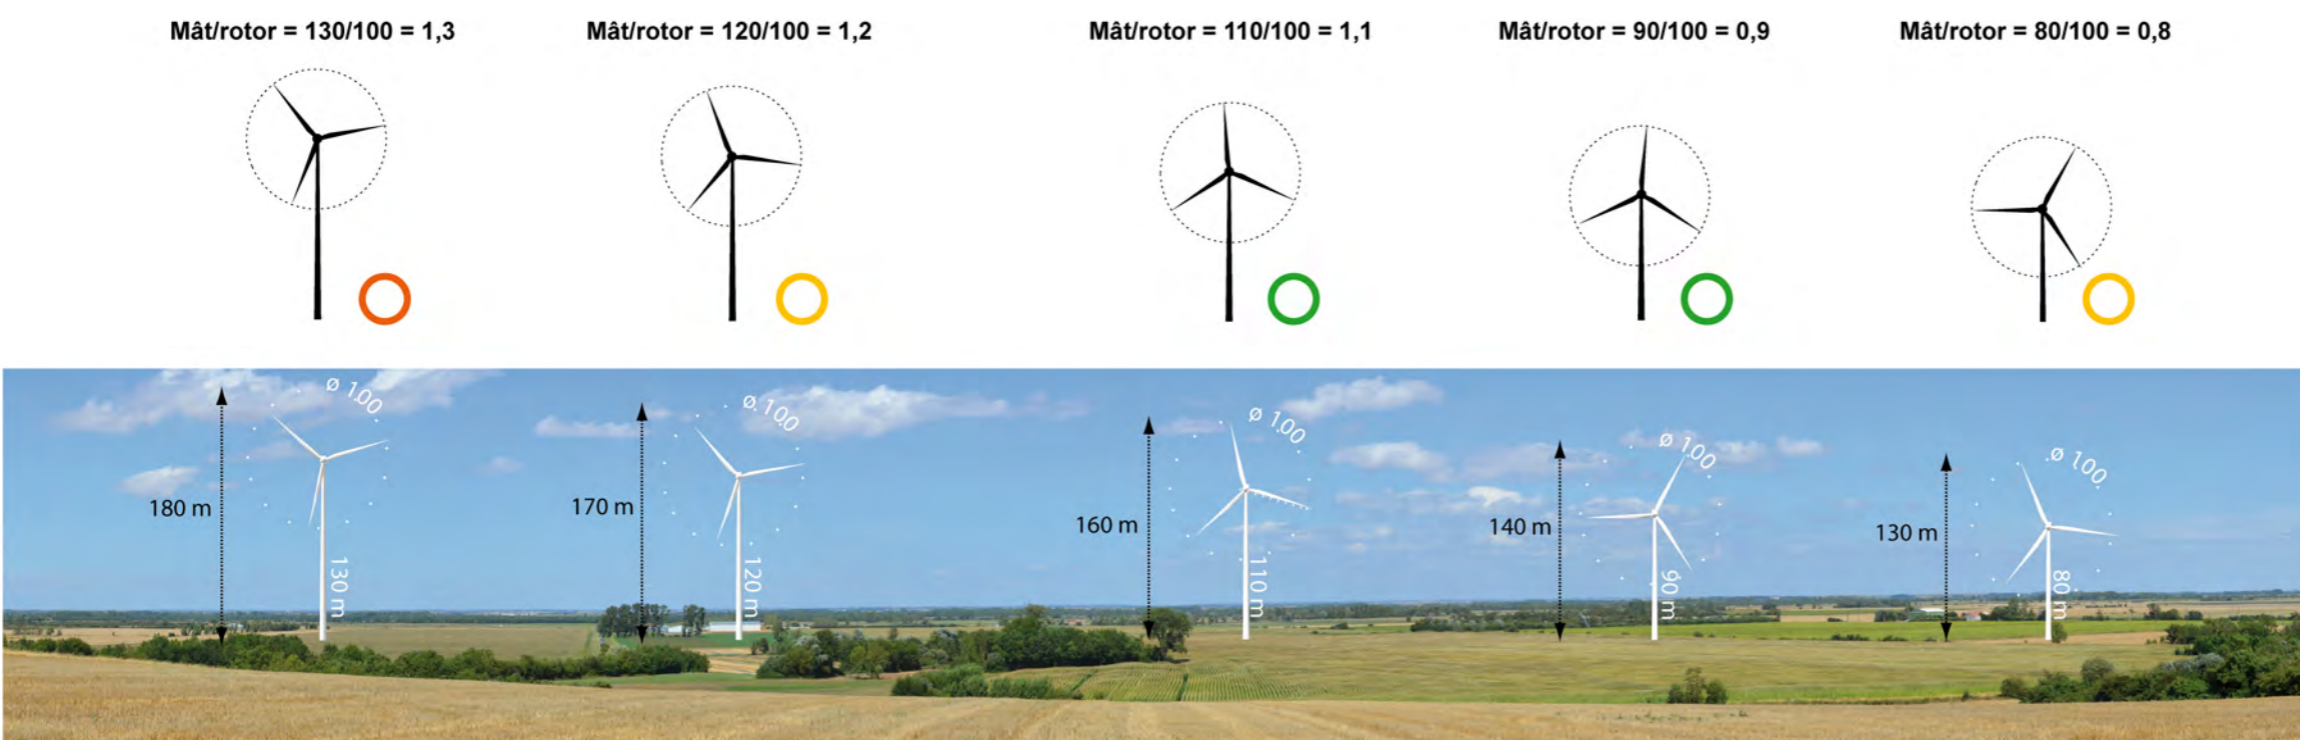 Mât/rotor = 130/100 = 1,3
Mât/rotor = 120/100 = 1,2
Mât/rotor = 110/100 = 1,1
Mât/rotor = 90/100 = 0,9
Mât/rotor = 80/100 = 0,8
ø 100
180 m
130 m
ø 100
170 m
120 m
ø 100
160 m
110 m
ø 100
140 m
90 m
ø 100
130 m
80 m